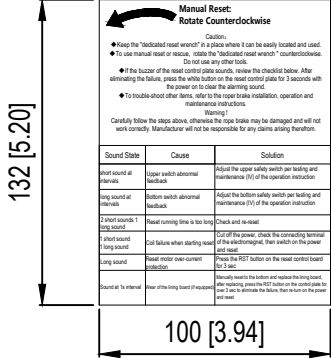 Manual Reset:
Rotate Counterclockwise
Caution:
◆Keep the "dedicated reset wrench" in a place where it can be easily located and used.
◆To use manual reset or rescue, rotate the "dedicated reset wrench " counterclockwise.
Do not use any other tools.
◆If the buzzer of the reset control plate sounds, review the checklist below. After
eliminating the failure, press the white button on the reset control plate for 3 seconds with
the power on to clear the alarming sound.
◆To trouble-shoot other items, refer to the roper brake installation, operation and
maintenance instructions.
Warning !
Carefully follow the steps above, otherwise the rope brake may be damaged and will not
work correctly. Manufacturer will not be responsible for any claims arising therefrom.
Sound State Cause Solution
short sound at intervals Upper switch abnormal feedback Adjust the upper safety switch per testing and maintenance (IV) of the operation instruction
long sound at intervals Bottom switch abnormal feedback Adjust the bottom safety switch per testing and maintenance (IV) of the operation instruction
2 short sounds 1 long sound Reset running time is too long Check and re-reset
1 short sound 1 long sound Coil failure when starting reset Cut off the power, check the connecting terminal of the electromagnet, then switch on the power and reset
Long sound Reset motor over-current protection Press the RST button on the reset control board for 3 sec
Sound at 1s interval Wear of the lining board (if equipped) Manually reset to the bottom and replace the lining board, after replacing, press the RST button on the control plate for over 3 sec to eliminate the failure, then re-turn on the power and reset
132 [5.20]
100 [3.94]